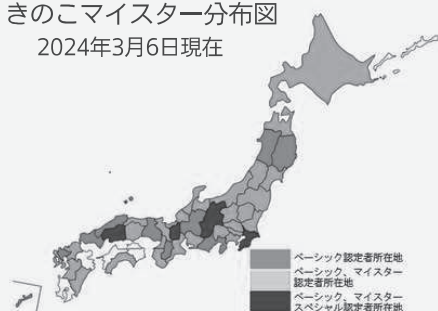 きのこマイスター分布図
2024年3月6日現在
ベーシック認定者所在地
ベーシック、マイスター
認定者所在地
ベーシック、マイスター
スペシャル認定者所在地